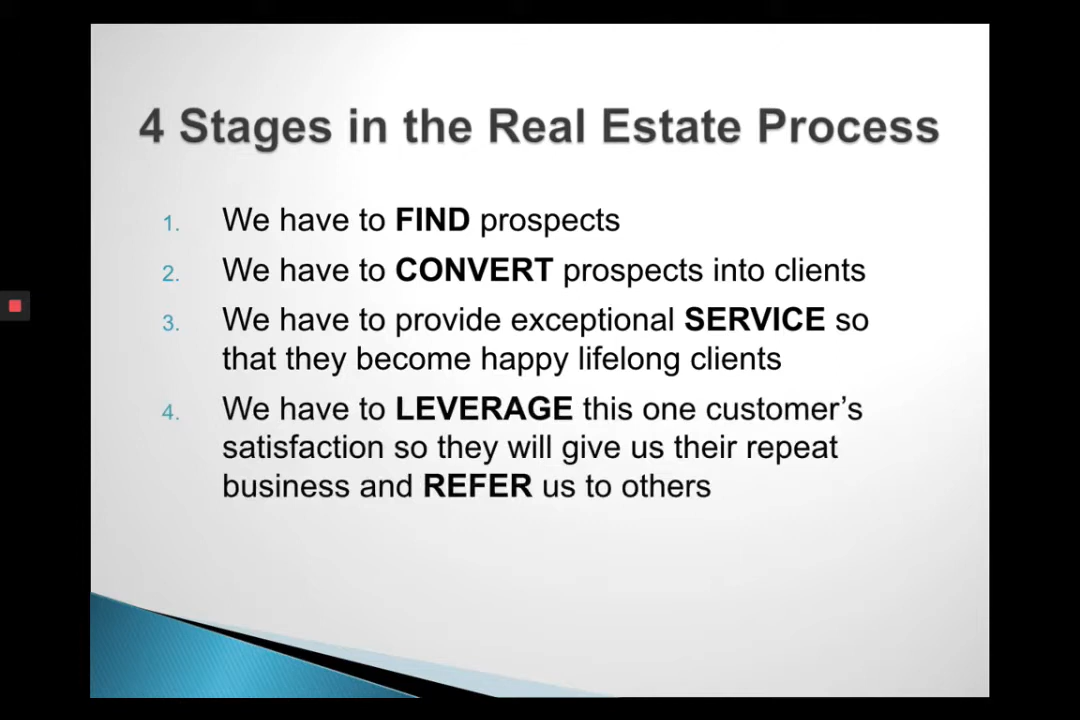 4 Stages in the Real Estate Process
1. We have to FIND prospects
2. We have to CONVERT prospects into clients
3. We have to provide exceptional SERVICE so
that they become happy lifelong clients
4. We have to LEVERAGE this one customer’s
satisfaction so they will give us their repeat
business and REFER us to others